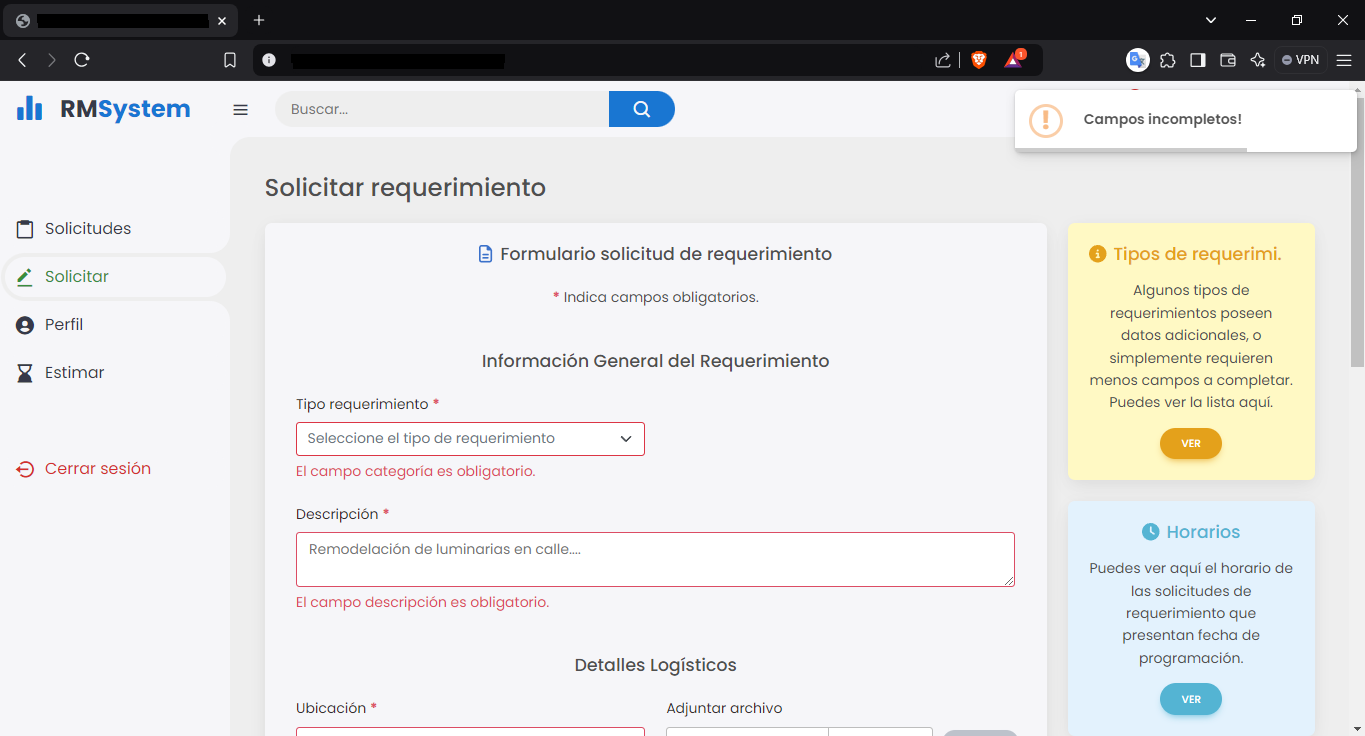 1
VPN
RMSystem
Buscar...
Campos incompletos!
Solicitudes
Solicitar
Perfil
Estimar
Cerrar sesión
Solicitar requerimiento
Formulario solicitud de requerimiento
* Indica campos obligatorios.
Información General del Requerimiento
Tipo requerimiento *
Seleccione el tipo de requerimiento
El campo categoría es obligatorio.
Descripción *
Remodelación de luminarias en calle....
El campo descripción es obligatorio.
Detalles Logísticos
Ubicación *
Adjuntar archivo
Tipos de requerimi.
Algunos tipos de
requerimientos poseen
datos adicionales, o
simplemente requieren
menos campos a completar.
Puedes ver la lista aquí.
VER
Horarios
Puedes ver aquí el horario de
las solicitudes de
requerimiento que
presentan fecha de
programación.
VER